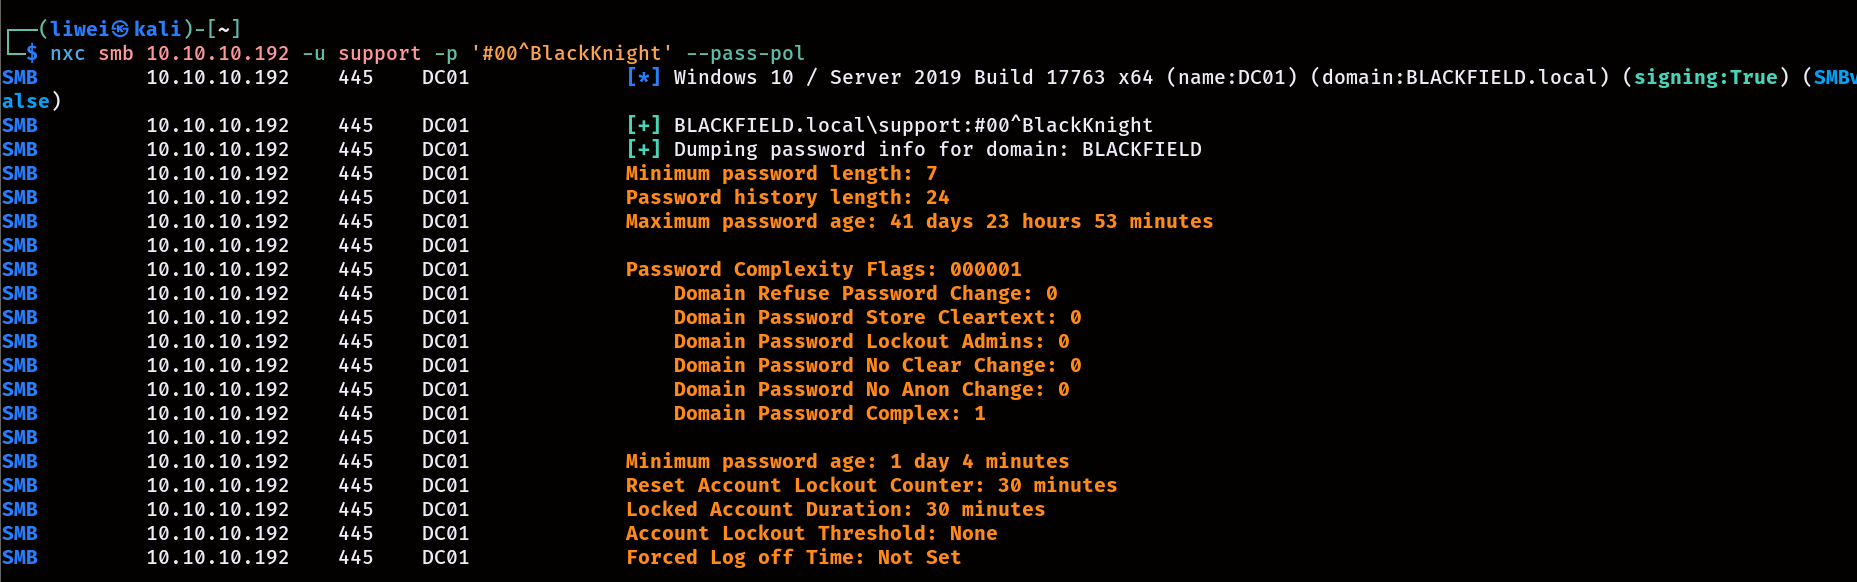 ┌──(liwei㉿kali)-[~]
└─$ nxc smb 10.10.10.192 -u support -p '#00^BlackKnight' --pass-pol
SMB         10.10.10.192    445    DC01             [*] Windows 10 / Server 2019 Build 17763 x64 (name:DC01) (domain:BLACKFIELD.local) (signing:True) (SMBv
alse)
SMB         10.10.10.192    445    DC01             [+] BLACKFIELD.local\support:#00^BlackKnight
SMB         10.10.10.192    445    DC01             [+] Dumping password info for domain: BLACKFIELD
SMB         10.10.10.192    445    DC01             Minimum password length: 7
SMB         10.10.10.192    445    DC01             Password history length: 24
SMB         10.10.10.192    445    DC01             Maximum password age: 41 days 23 hours 53 minutes
SMB         10.10.10.192    445    DC01
SMB         10.10.10.192    445    DC01             Password Complexity Flags: 000001
SMB         10.10.10.192    445    DC01                 Domain Refuse Password Change: 0
SMB         10.10.10.192    445    DC01                 Domain Password Store Cleartext: 0
SMB         10.10.10.192    445    DC01                 Domain Password Lockout Admins: 0
SMB         10.10.10.192    445    DC01                 Domain Password No Clear Change: 0
SMB         10.10.10.192    445    DC01                 Domain Password No Anon Change: 0
SMB         10.10.10.192    445    DC01                 Domain Password Complex: 1
SMB         10.10.10.192    445    DC01
SMB         10.10.10.192    445    DC01             Minimum password age: 1 day 4 minutes
SMB         10.10.10.192    445    DC01             Reset Account Lockout Counter: 30 minutes
SMB         10.10.10.192    445    DC01             Locked Account Duration: 30 minutes
SMB         10.10.10.192    445    DC01             Account Lockout Threshold: None
SMB         10.10.10.192    445    DC01             Forced Log off Time: Not Set